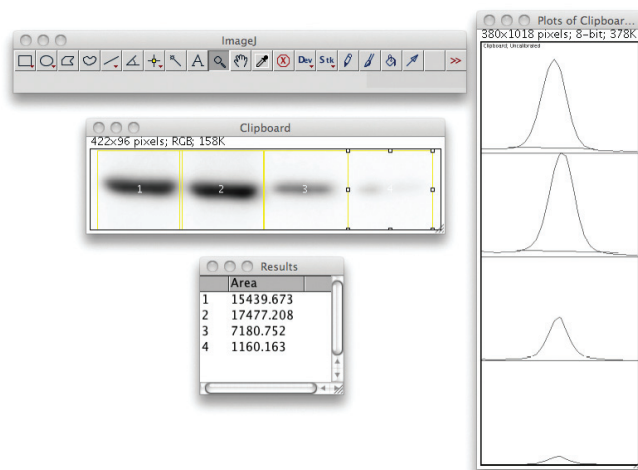 ImageJ
A
Dev Stk
>>
Plots of Clipboar...
380x1018 pixels; 8-bit; 378K
Clipboard; Uncalibrated
Clipboard
422x96 pixels; RGB; 158K
1 2 3 4
Results
Area
1 15439.673
2 17477.208
3 7180.752
4 1160.163